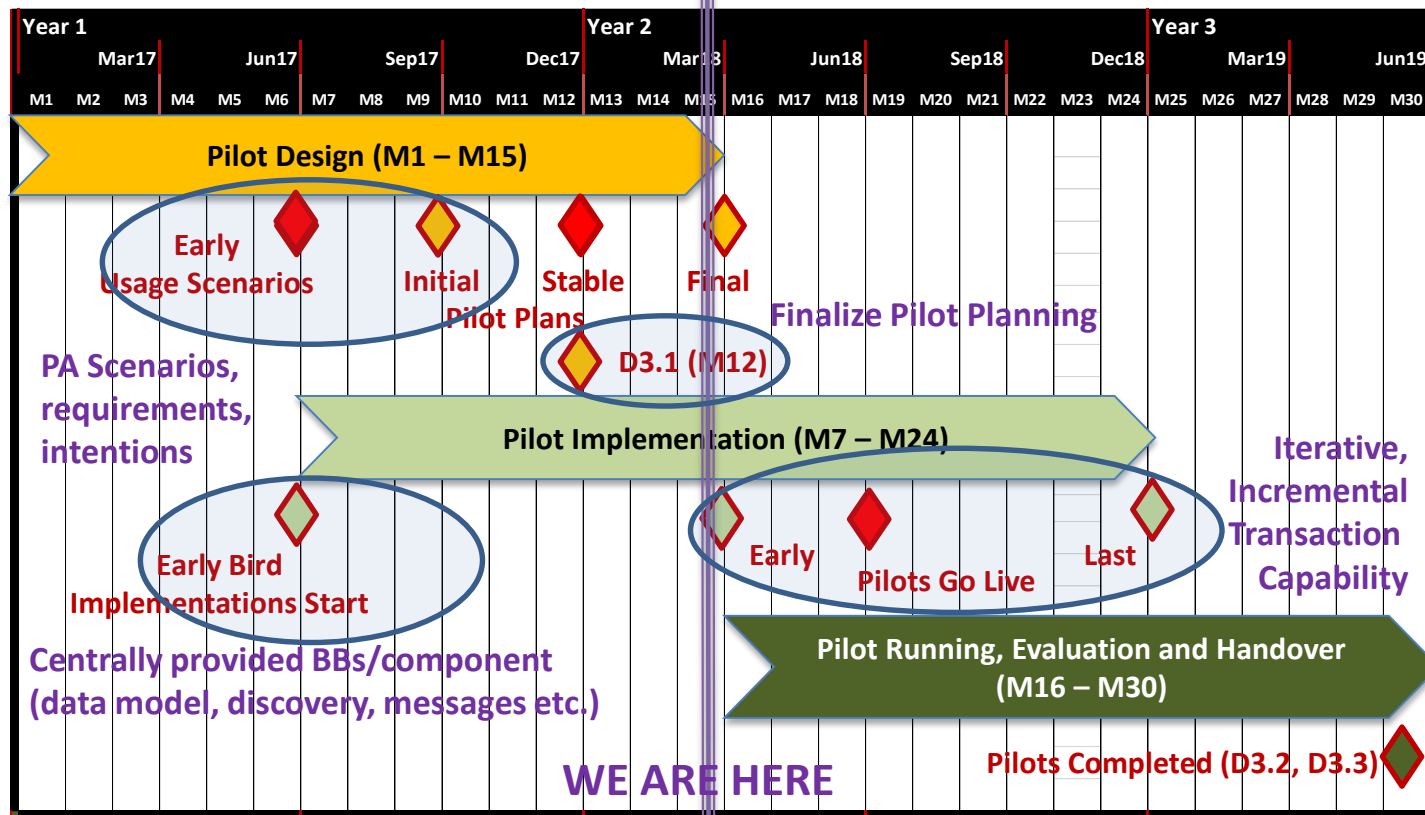 Year 1
Year 2
Year 3
Mar17
Jun17
Sep17
Dec17
Mar18
Jun18
Sep18
Dec18
Mar19
Jun19
M1 M2 M3 M4 M5 M6 M7 M8 M9 M10 M11 M12 M13 M14 M15 M16 M17 M18 M19 M20 M21 M22 M23 M24 M25 M26 M27 M28 M29 M30
Pilot Design (M1 – M15)
Early
Usage Scenarios
Initial
Stable
Final
Pilot Plans
Finalize Pilot Planning
D3.1 (M12)
PA Scenarios,
requirements,
intentions
Pilot Implementation (M7 – M24)
Iterative,
Incremental
Transaction
Capability
Early Bird
Implementations Start
Early
Last
Pilots Go Live
Centrally provided BBs/component
(data model, discovery, messages etc.)
Pilot Running, Evaluation and Handover
(M16 – M30)
Pilots Completed (D3.2, D3.3)
WE ARE HERE